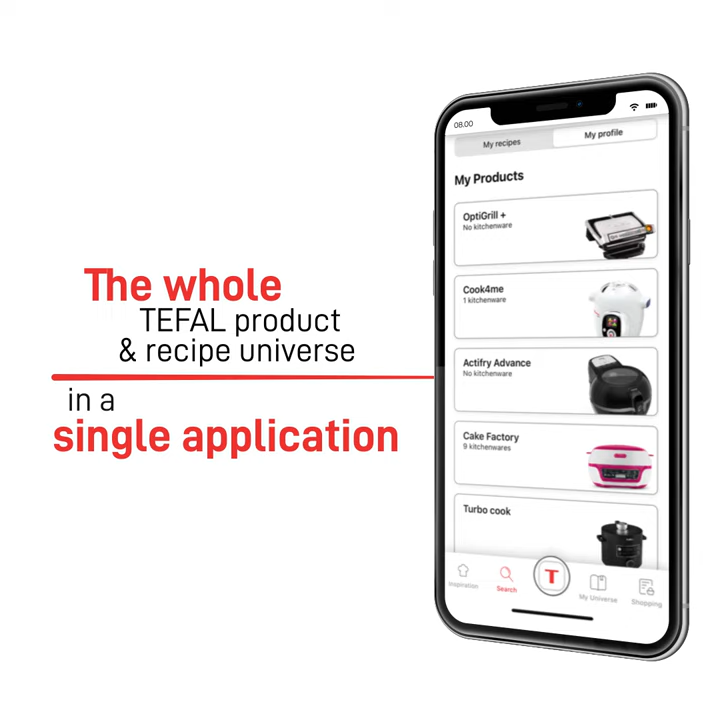 The whole
TEFAL product
& recipe universe
in a
single application
08.00
My recipes
My profile
My Products
OptiGrill +
No kitchenware
Cook4me
1 kitchenware
Actifry Advance
No kitchenware
Cake Factory
9 kitchenwares
Turbo cook
Inspiration
Search
T
My Universe
Shopping